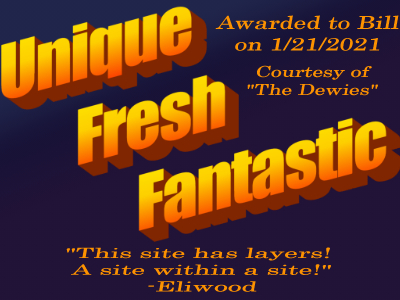 Unique
Fresh
Fantastic
Awarded to Bill
on 1/21/2021
Courtesy of
"The Dewies"
"This site has layers!
A site within a site!"
-Eliwood